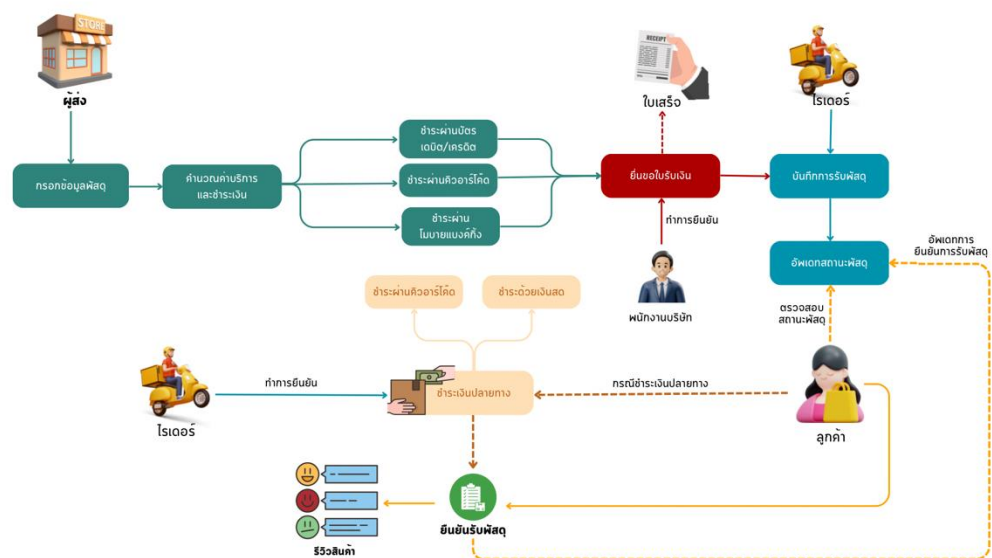 STORE
ผู้ส่ง
RECEIPT
ใบเสร็จ
ไรเดอร์
กรอกข้อมูลพัสดุ
คำนวณค่าบริการ
และชำระเงิน
ชำระผ่านบัตร
เดบิต/เครดิต
ชำระผ่านคิวอาร์โค้ด
ชำระผ่าน
โมบายแบงค์กิ้ง
ยื่นขอใบรับเงิน
บันทึกการรับพัสดุ
ทำการยืนยัน
พนักงานบริษัท
อัพเดทสถานะพัสดุ
อัพเดทการ
ยืนยันการรับพัสดุ
ตรวจสอบ
สถานะพัสดุ
ชำระผ่านคิวอาร์โค้ด
ชำระด้วยเงินสด
ไรเดอร์
ทำการยืนยัน
ชำระเงินปลายทาง
กรณีชำระเงินปลายทาง
ลูกค้า
ยืนยันรับพัสดุ
รีวิวสินค้า